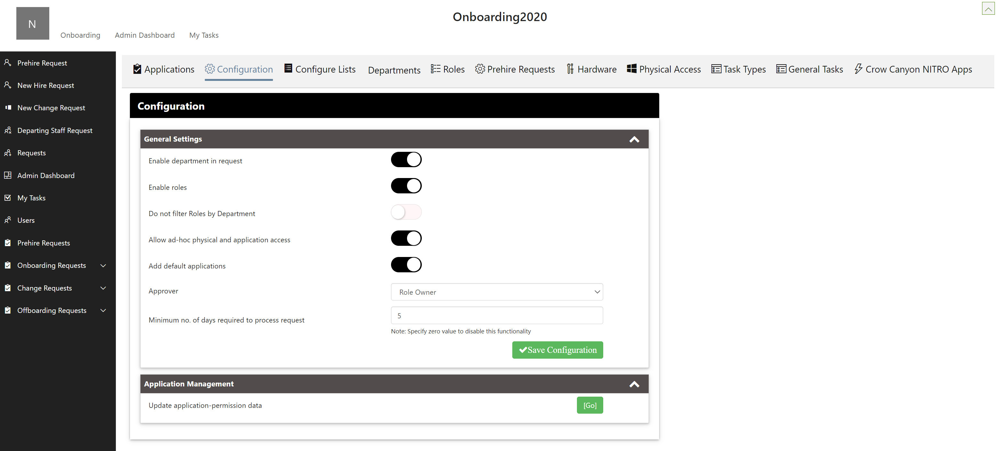 Onboarding2020
N
Onboarding Admin Dashboard My Tasks
Prehire Request
New Hire Request
New Change Request
Departing Staff Request
Requests
Admin Dashboard
My Tasks
Users
Prehire Requests
Onboarding Requests
Change Requests
Offboarding Requests
Applications Configuration Configure Lists Departments Roles Prehire Requests Hardware Physical Access Task Types General Tasks Crow Canyon NITRO Apps
Configuration
General Settings
Enable department in request
Enable roles
Do not filter Roles by Department
Allow ad-hoc physical and application access
Add default applications
Approver Role Owner
Minimum no. of days required to process request 5
Note: Specify zero value to disable this functionality
Save Configuration
Application Management
Update application-permission data [Go]